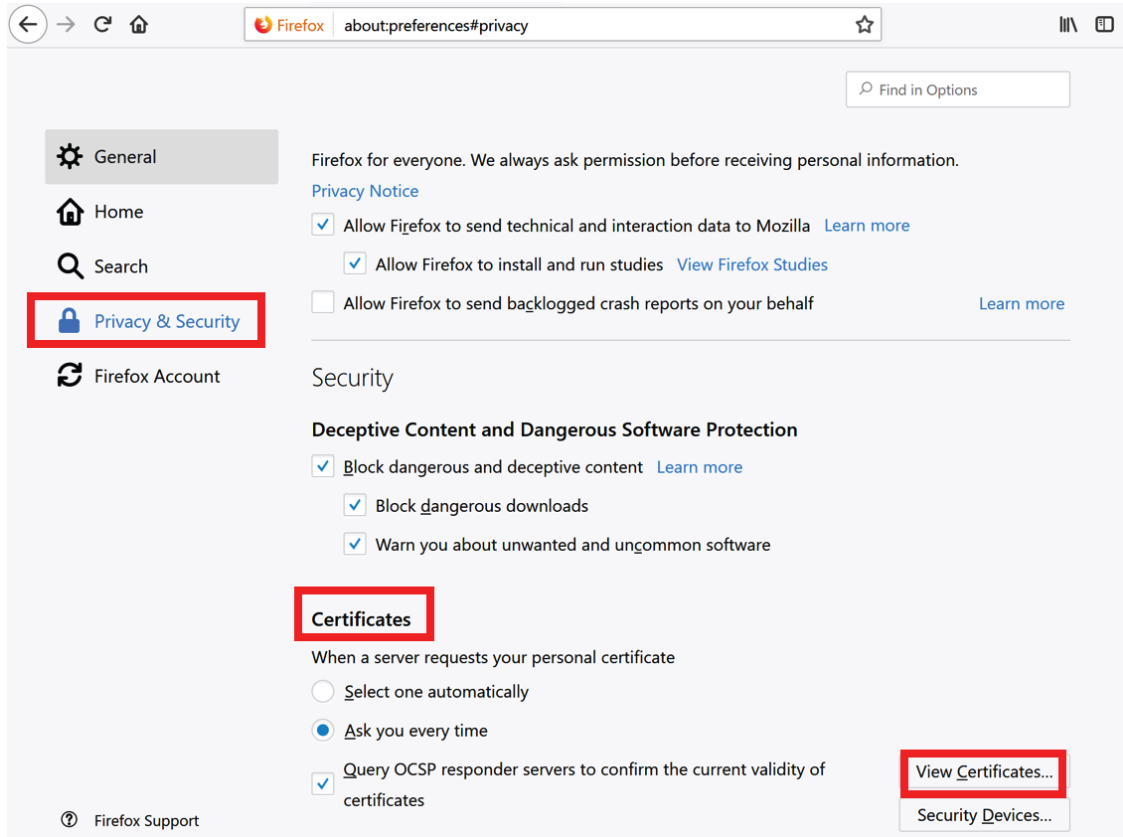 Firefox about:preferences#privacy
Find in Options
General
Home
Search
Privacy & Security
Firefox Account
Firefox Support
Firefox for everyone. We always ask permission before receiving personal information.
Privacy Notice
Allow Firefox to send technical and interaction data to Mozilla Learn more
Allow Firefox to install and run studies View Firefox Studies
Allow Firefox to send backlogged crash reports on your behalf Learn more
Security
Deceptive Content and Dangerous Software Protection
Block dangerous and deceptive content Learn more
Block dangerous downloads
Warn you about unwanted and uncommon software
Certificates
When a server requests your personal certificate
Select one automatically
Ask you every time
Query OCSP responder servers to confirm the current validity of
certificates
View Certificates...
Security Devices...